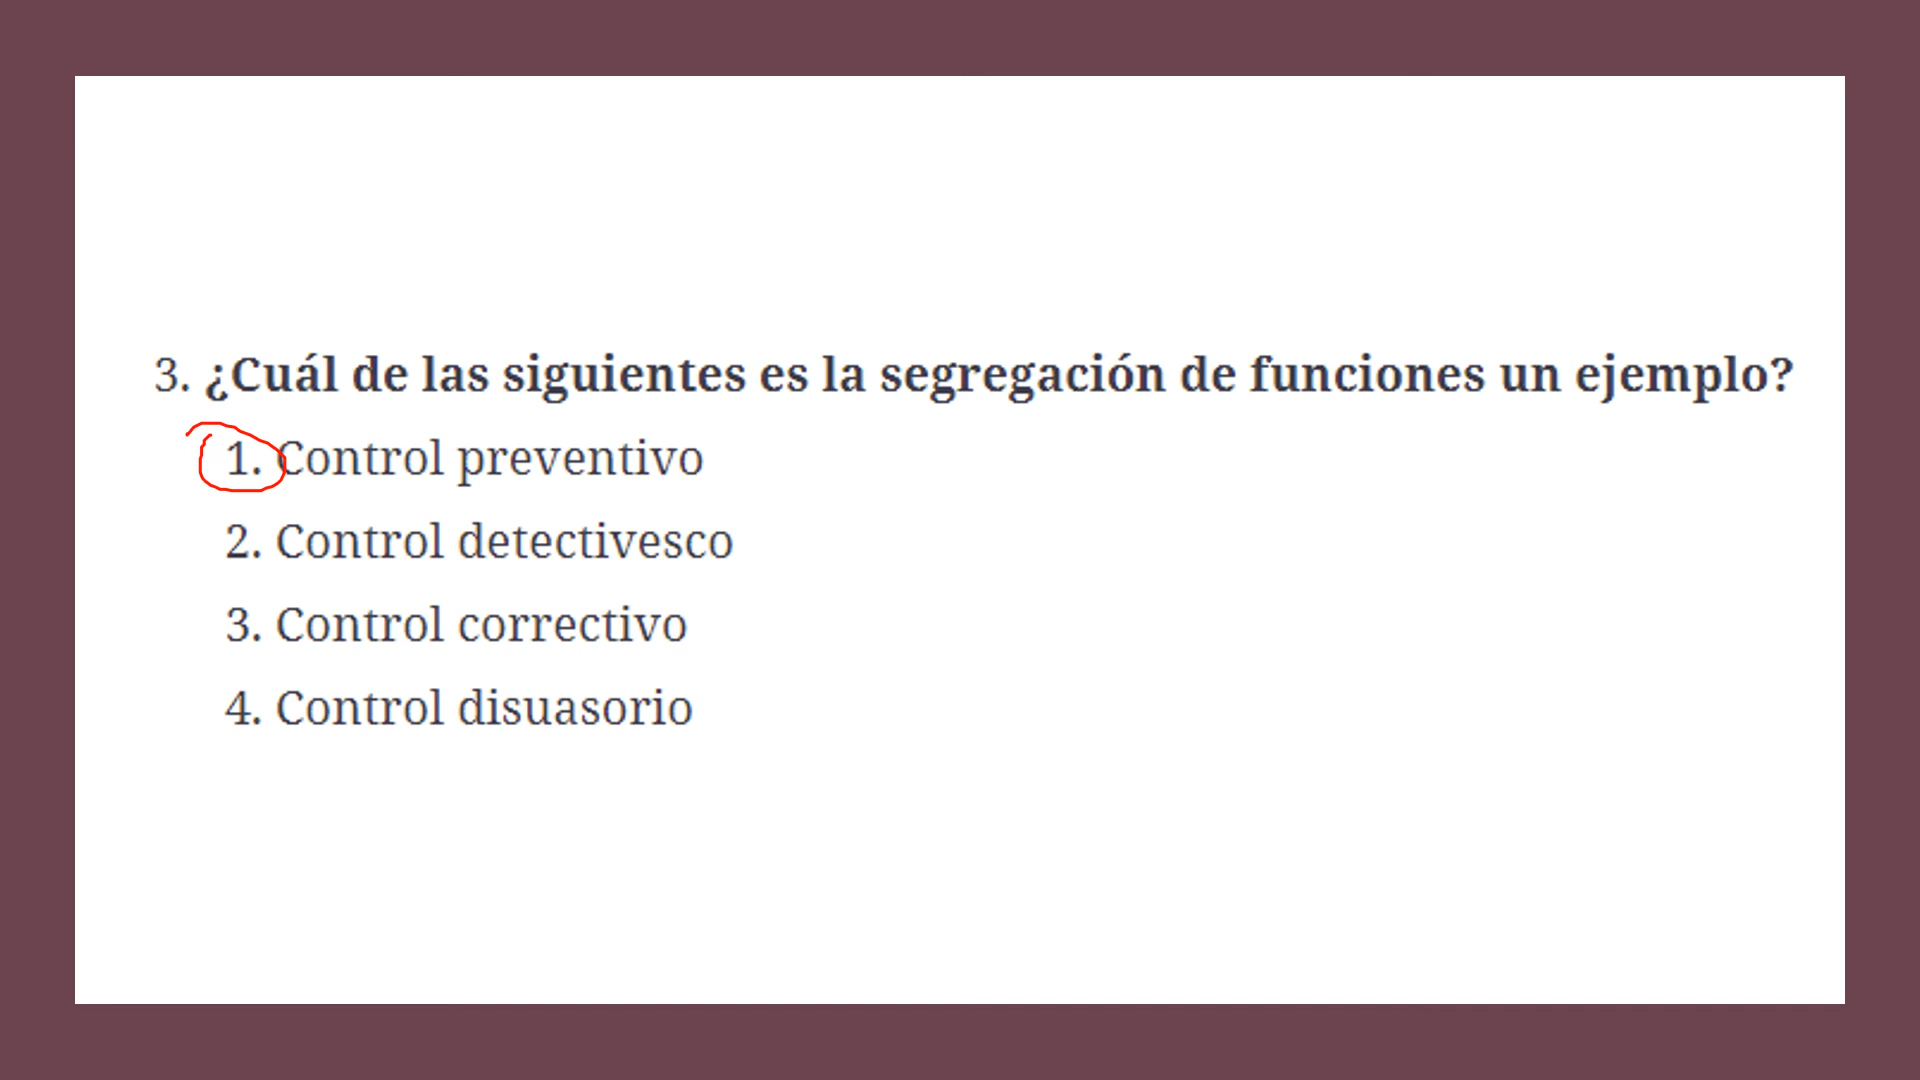 3. ¿Cuál de las siguientes es la segregación de funciones un ejemplo?
1. Control preventivo
2. Control detectivesco
3. Control correctivo
4. Control disuasorio